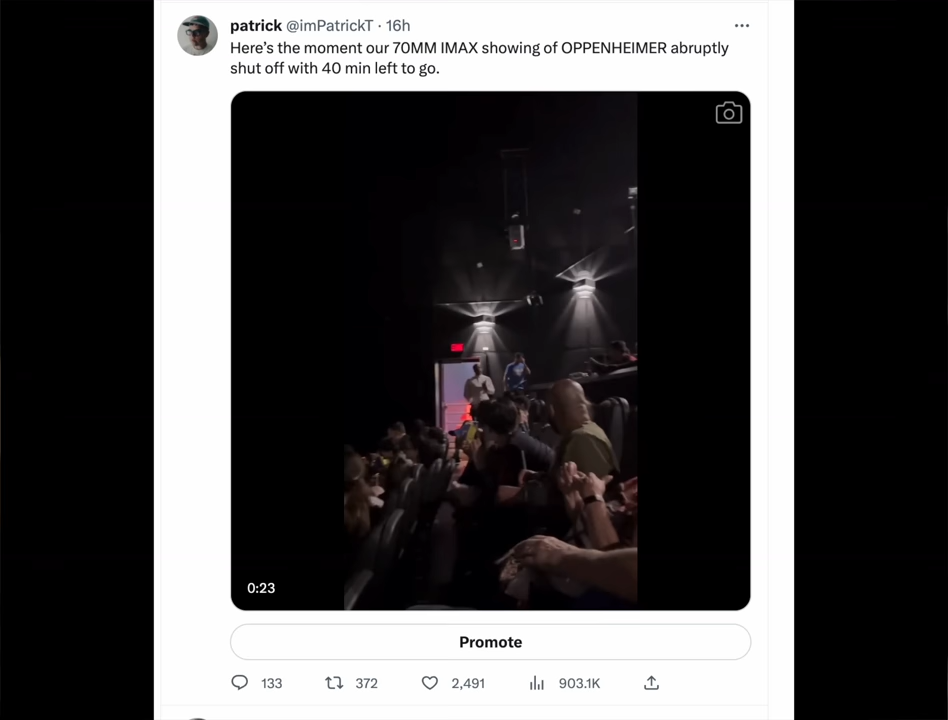 patrick @imPatrickT · 16h
Here’s the moment our 70MM IMAX showing of OPPENHEIMER abruptly
shut off with 40 min left to go.
0:23
Promote
133 372 2,491 903.1K